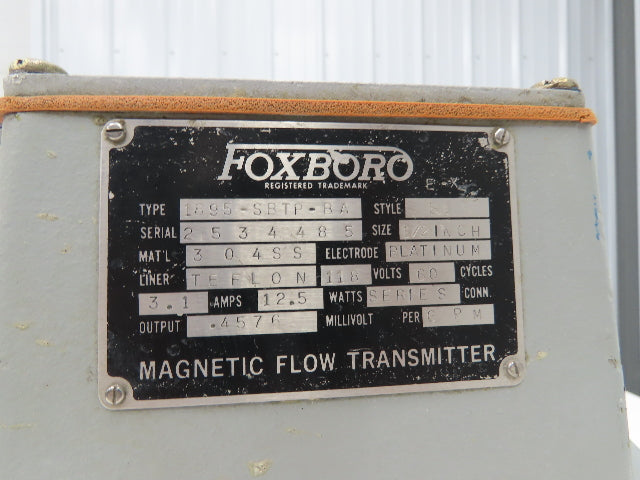 FOXBORO
REGISTERED TRADEMARK
TYPE 1895-SBTP-BA STYLE
SERIAL 2534485 SIZE 1/2 INCH
MAT'L 304SS ELECTRODE PLATINUM
LINER TEFLON 118 VOLTS 60 CYCLES
3.1 AMPS 12.5 WATTS SERIES CONN.
OUTPUT .4576 MILLIVOLT PER GPM
MAGNETIC FLOW TRANSMITTER